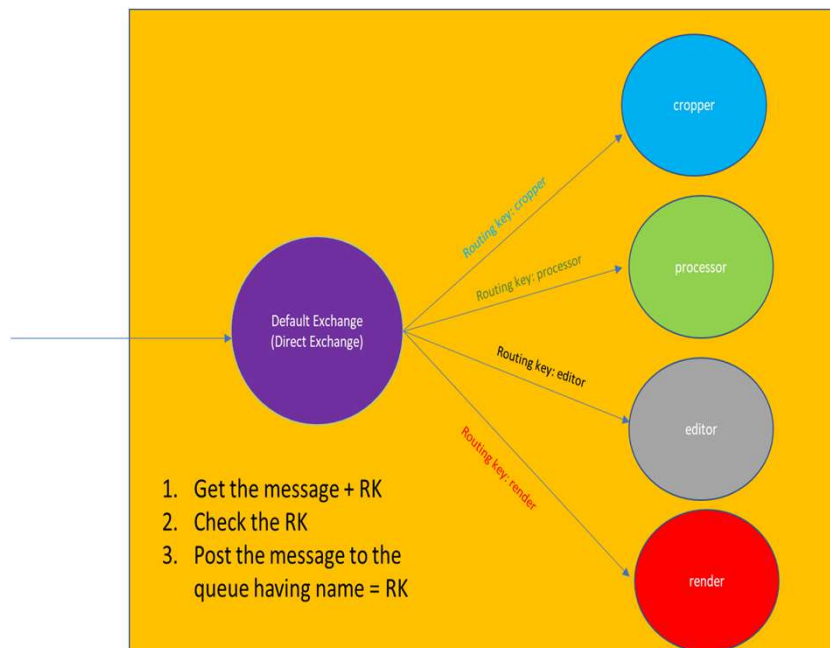 cropper
Routing key: cropper
processor
Routing key: processor
Default Exchange
(Direct Exchange)
Routing key: editor
editor
Routing key: render
render
1. Get the message + RK
2. Check the RK
3. Post the message to the
queue having name = RK